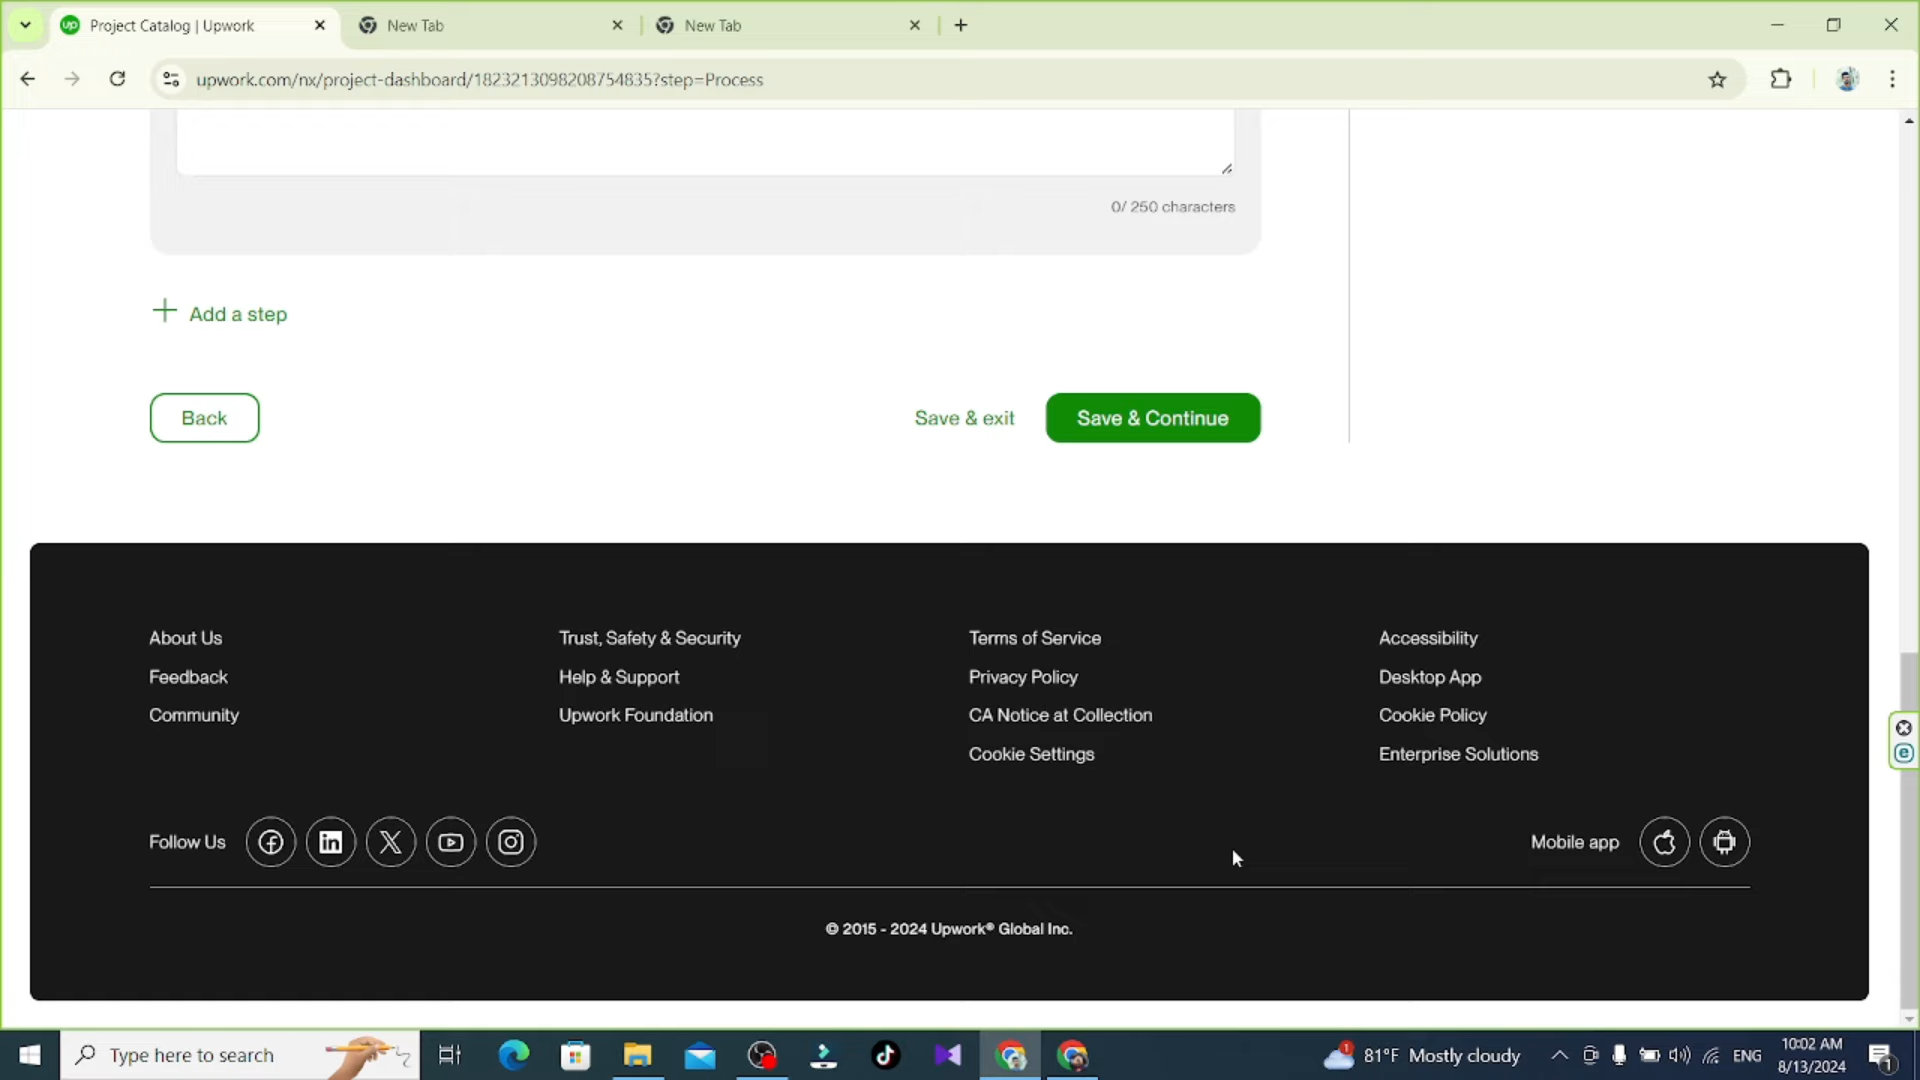 Project Catalog | Upwork
New Tab
New Tab
upwork.com/nx/project-dashboard/1823213098208754835?step=Process
0/ 250 characters
Add a step
Back
Save & exit
Save & Continue
About Us
Trust, Safety & Security
Terms of Service
Accessibility
Feedback
Help & Support
Privacy Policy
Desktop App
Community
Upwork Foundation
CA Notice at Collection
Cookie Policy
Cookie Settings
Enterprise Solutions
Follow Us
Mobile app
© 2015 - 2024 Upwork® Global Inc.
Type here to search
81°F Mostly cloudy
ENG
10:02 AM
8/13/2024